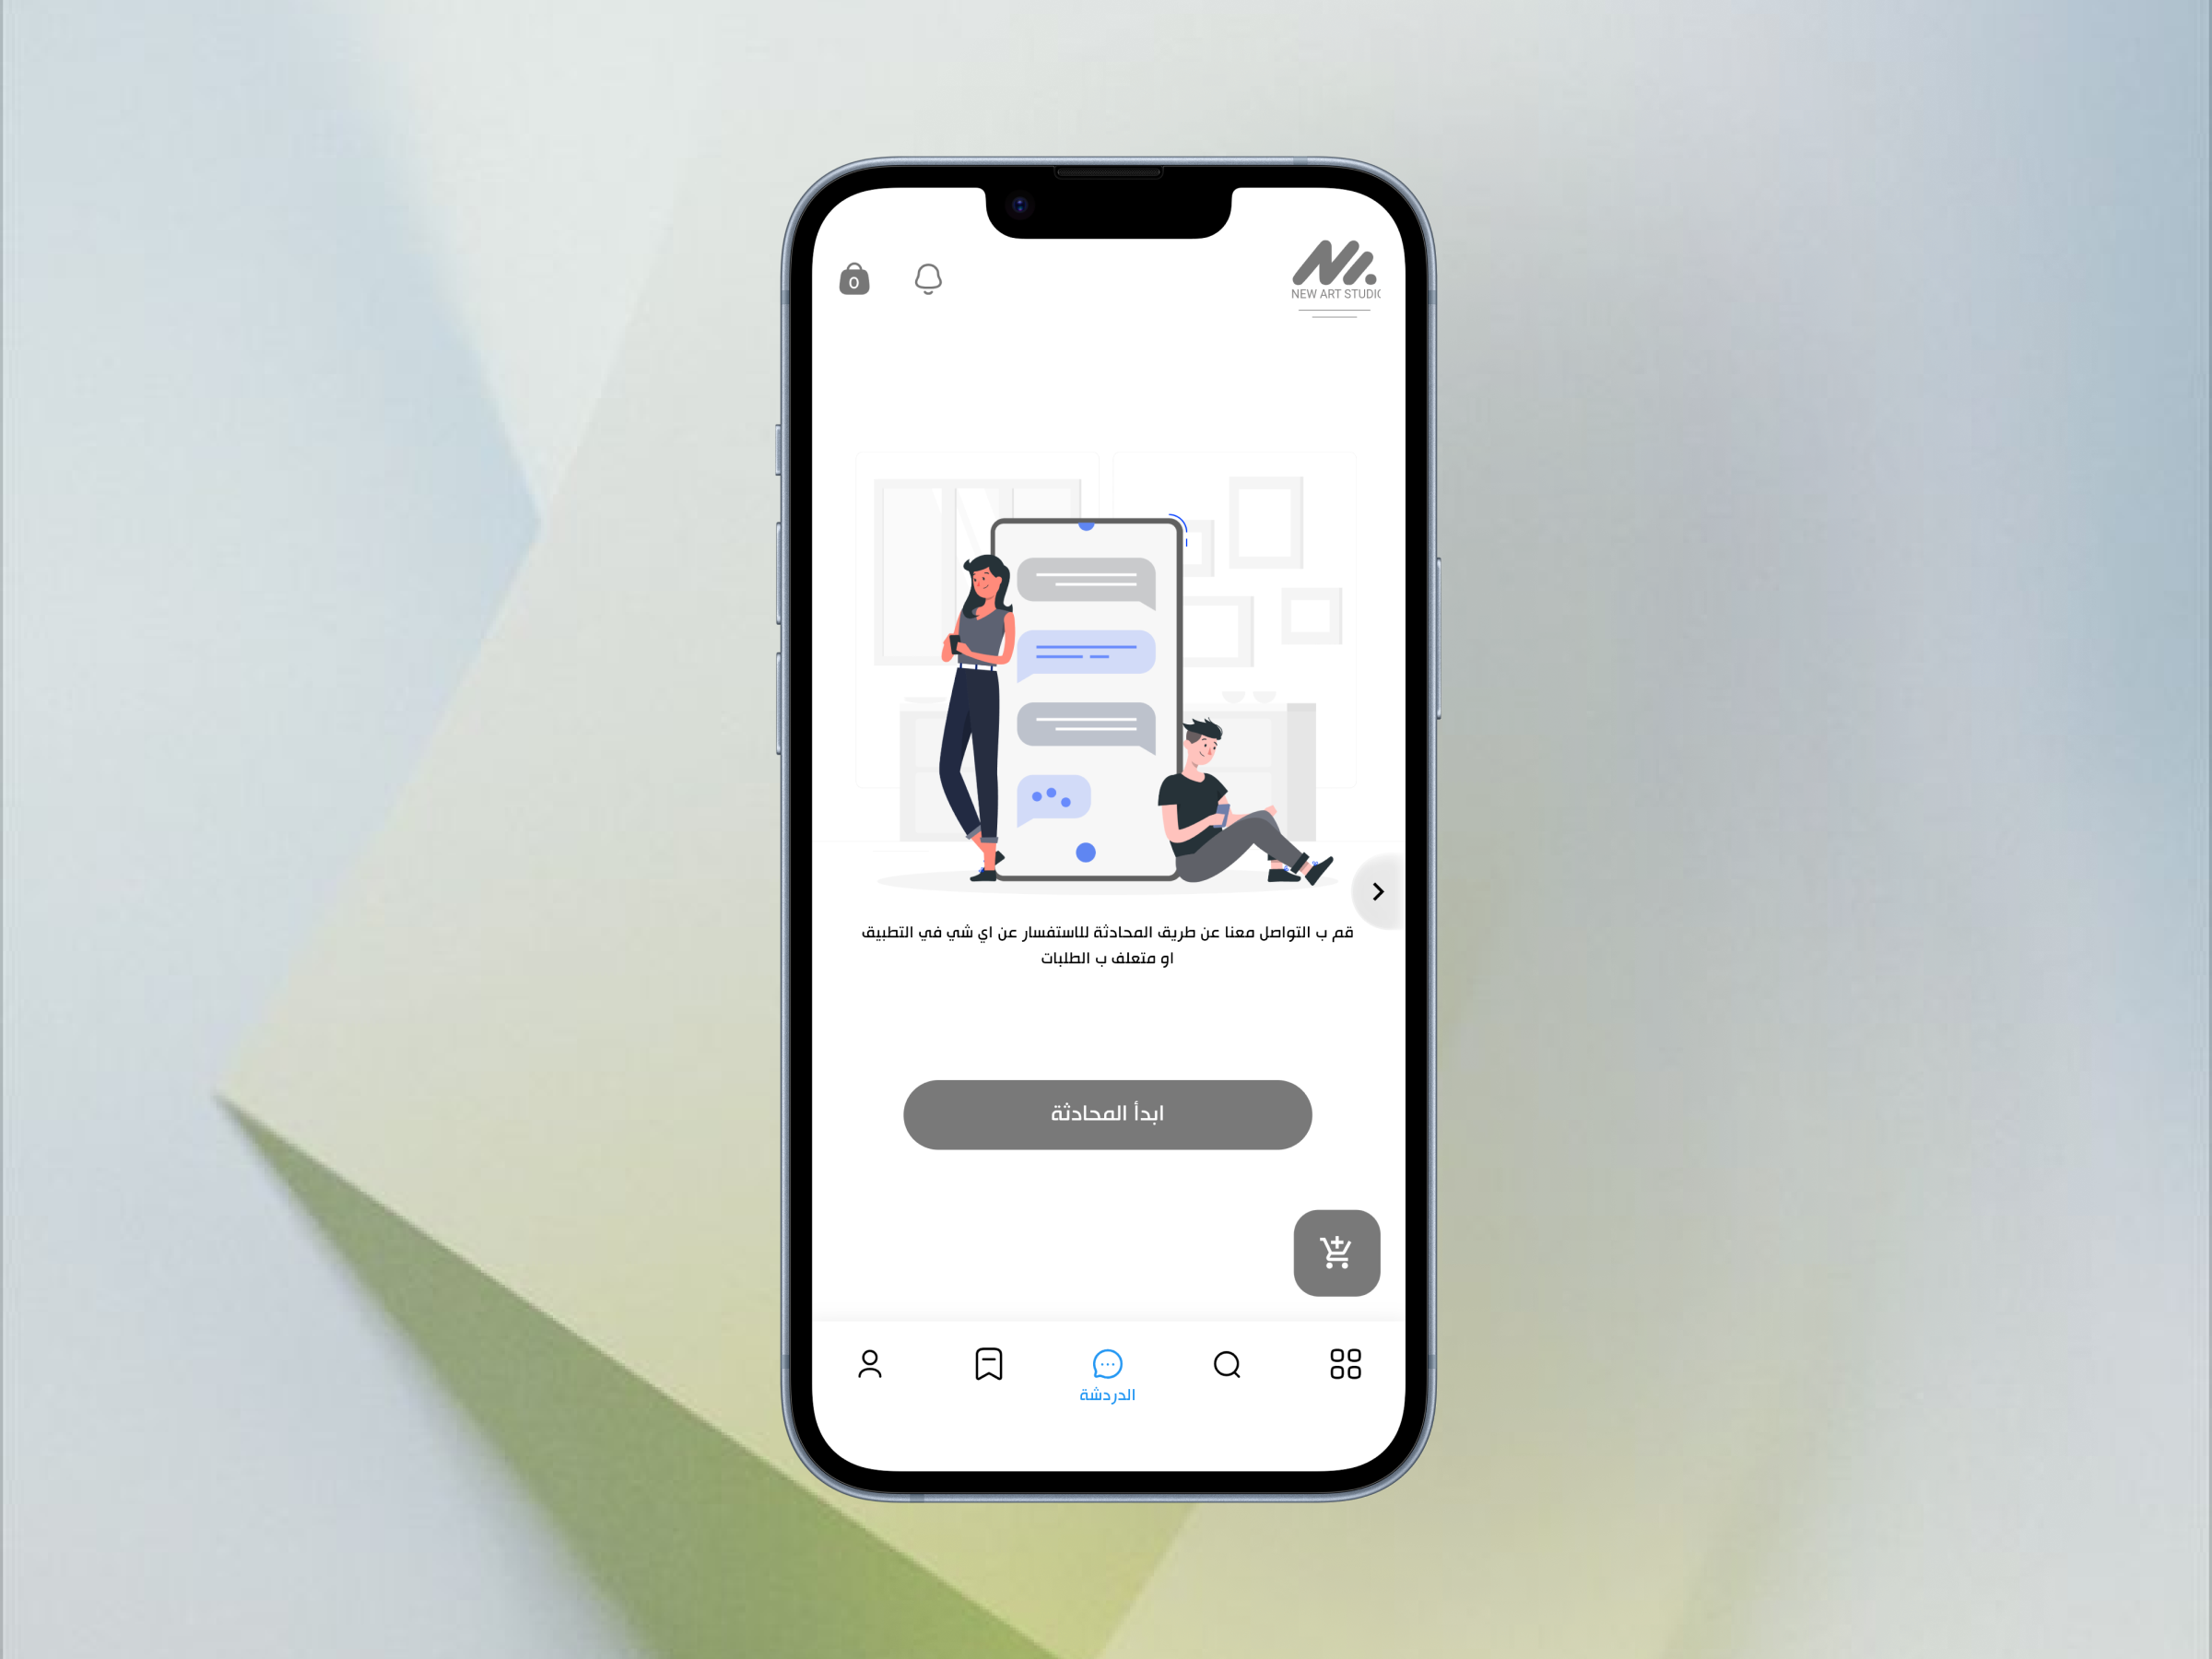 NEW ART STUDIO
0
قم ب التواصل معنا عن طريق المحادثة للاستفسار عن اي شي في التطبيق
او متعلف ب الطلبات
ابدأ المحادثة
الدردشة